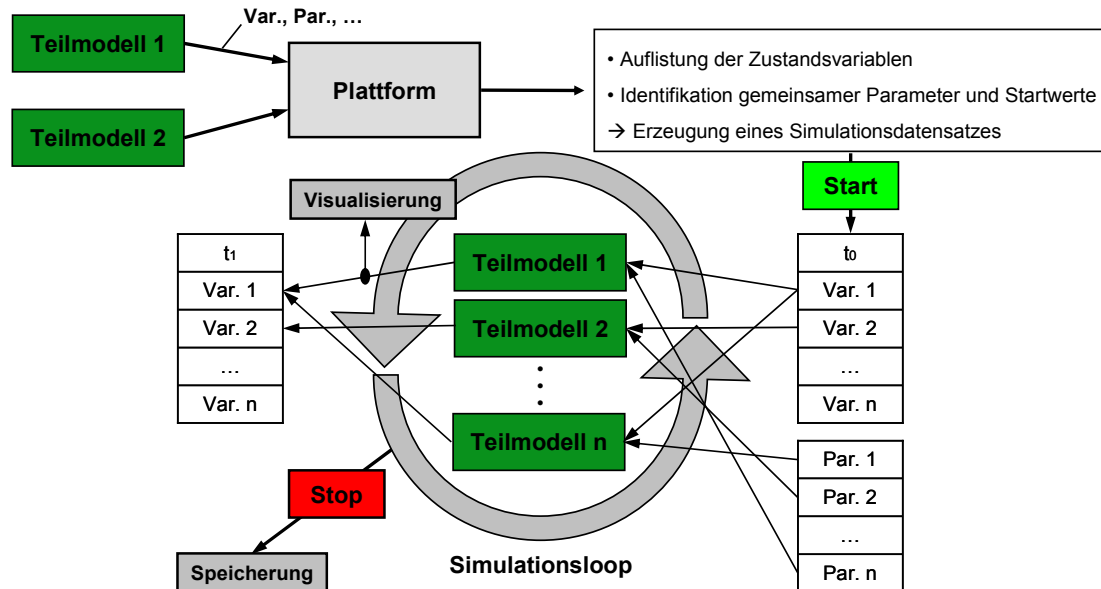 Var., Par., …
Teilmodell 1
Teilmodell 2
Plattform
• Auflistung der Zustandsvariablen
• Identifikation gemeinsamer Parameter und Startwerte
→ Erzeugung eines Simulationsdatensatzes
Start
Visualisierung
t1
Var. 1
Var. 2
…
Var. n
Teilmodell 1
Teilmodell 2
Teilmodell n
t0
Var. 1
Var. 2
…
Var. n
Par. 1
Par. 2
…
Par. n
Stop
Speicherung
Simulationsloop